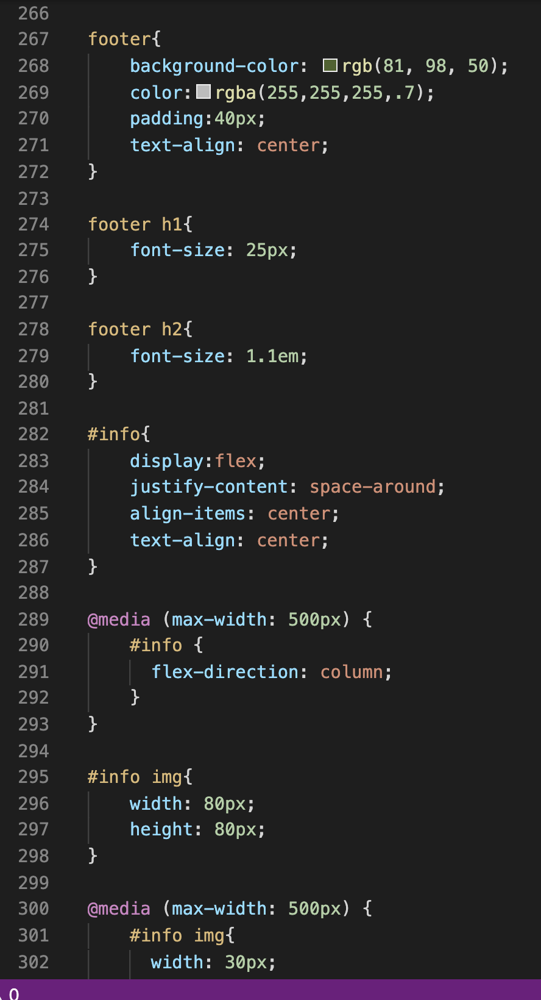 266
267 footer{
268 background-color: rgb(81, 98, 50);
269 color: rgba(255,255,255,.7);
270 padding:40px;
271 text-align: center;
272 }
273
274 footer h1{
275 font-size: 25px;
276 }
277
278 footer h2{
279 font-size: 1.1em;
280 }
281
282 #info{
283 display:flex;
284 justify-content: space-around;
285 align-items: center;
286 text-align: center;
287 }
288
289 @media (max-width: 500px) {
290 #info {
291 flex-direction: column;
292 }
293 }
294
295 #info img{
296 width: 80px;
297 height: 80px;
298 }
299
300 @media (max-width: 500px) {
301 #info img{
302 width: 30px;
0